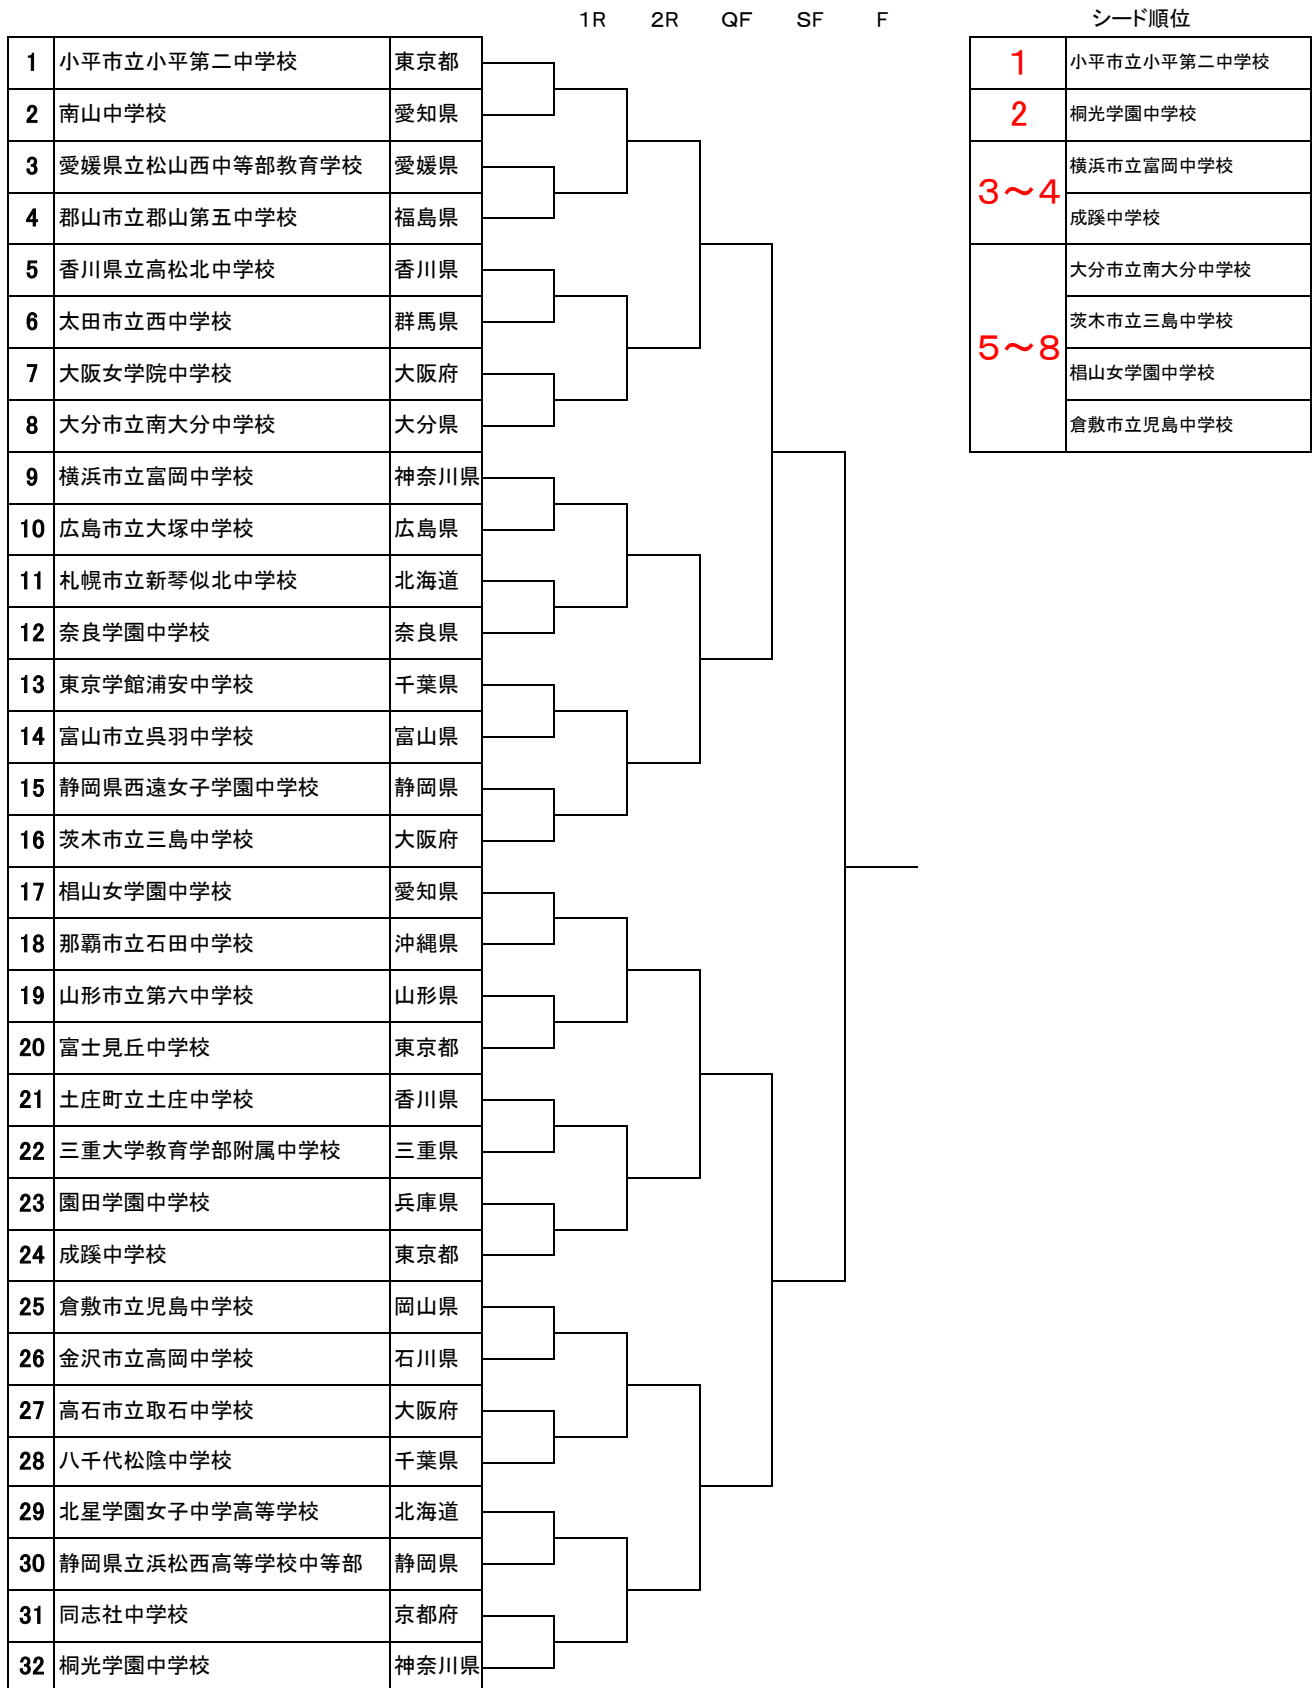 1R 2R QF SF F
1 小平市立小平第二中学校 東京都
2 南山中学校 愛知県
3 愛媛県立松山西中等部教育学校 愛媛県
4 郡山市立郡山第五中学校 福島県
5 香川県立高松北中学校 香川県
6 太田市立西中学校 群馬県
7 大阪女学院中学校 大阪府
8 大分市立南大分中学校 大分県
9 横浜市立富岡中学校 神奈川県
10 広島市立大塚中学校 広島県
11 札幌市立新琴似北中学校 北海道
12 奈良学園中学校 奈良県
13 東京学館浦安中学校 千葉県
14 富山市立呉羽中学校 富山県
15 静岡県西遠女子学園中学校 静岡県
16 茨木市立三島中学校 大阪府
17 椙山女学園中学校 愛知県
18 那覇市立石田中学校 沖縄県
19 山形市立第六中学校 山形県
20 富士見丘中学校 東京都
21 土庄町立土庄中学校 香川県
22 三重大学教育学部附属中学校 三重県
23 園田学園中学校 兵庫県
24 成蹊中学校 東京都
25 倉敷市立児島中学校 岡山県
26 金沢市立高岡中学校 石川県
27 高石市立取石中学校 大阪府
28 八千代松陰中学校 千葉県
29 北星学園女子中学高等学校 北海道
30 静岡県立浜松西高等学校中等部 静岡県
31 同志社中学校 京都府
32 桐光学園中学校 神奈川県
シード順位
1 小平市立小平第二中学校
2 桐光学園中学校
3～4 横浜市立富岡中学校
成蹊中学校
5～8 大分市立南大分中学校
茨木市立三島中学校
椙山女学園中学校
倉敷市立児島中学校